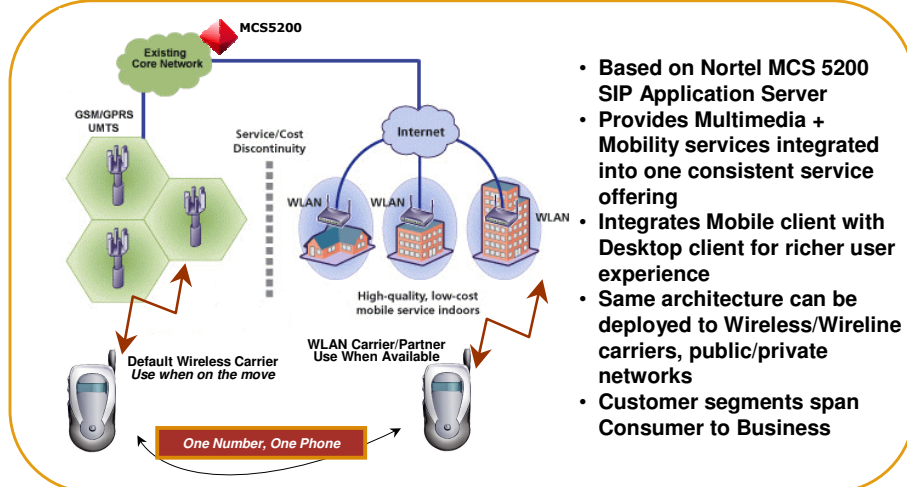 MCS5200
Existing
Core Network
GSM/GPRS
UMTS
Service/Cost
Discontinuity
Internet
WLAN
WLAN
WLAN
High-quality, low-cost
mobile service indoors
Default Wireless Carrier
Use when on the move
WLAN Carrier/Partner
Use When Available
One Number, One Phone
• Based on Nortel MCS 5200
SIP Application Server
• Provides Multimedia +
Mobility services integrated
into one consistent service
offering
• Integrates Mobile client with
Desktop client for richer user
experience
• Same architecture can be
deployed to Wireless/Wireline
carriers, public/private
networks
• Customer segments span
Consumer to Business